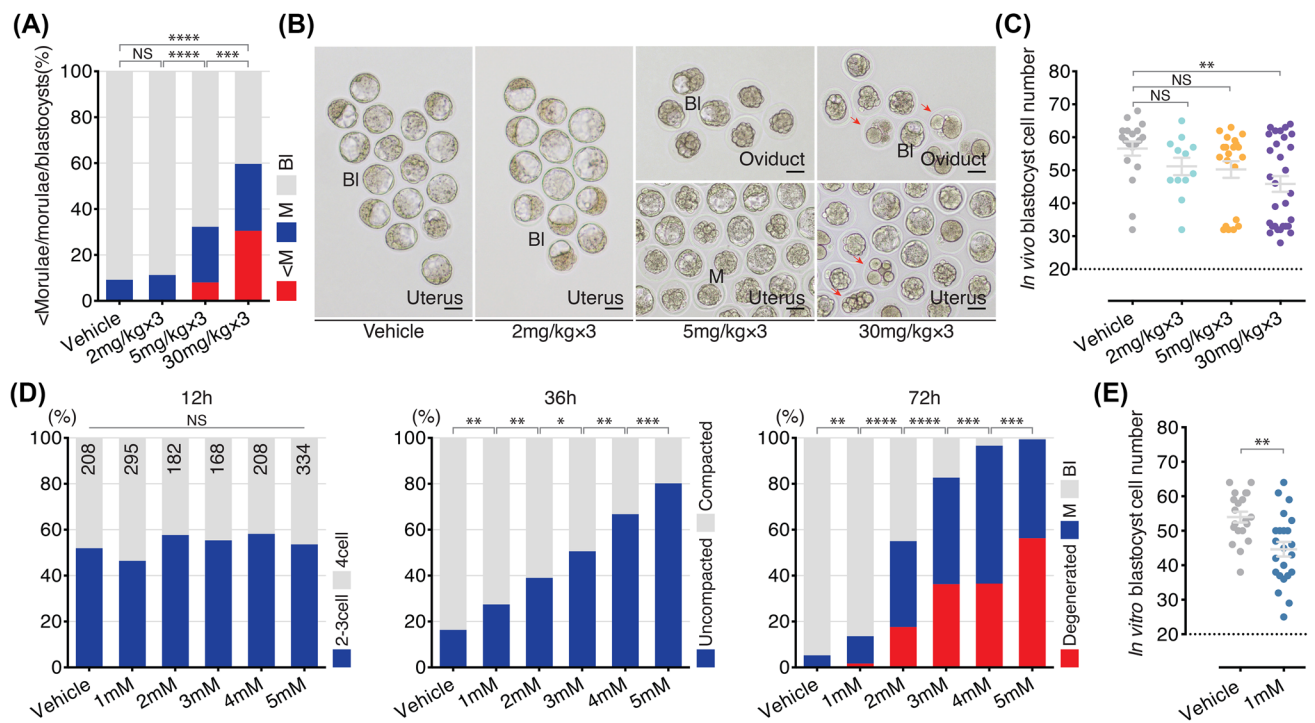 (A)
<Morulae/morulae/blastocysts(%)
****
NS
****
***
100
80
60
40
20
0
Vehicle
2mg/kg×3
5mg/kg×3
30mg/kg×3
<M
M
Bl
(B)
Bl
Uterus
Vehicle
Bl
Uterus
2mg/kg×3
Bl
Oviduct
M
Uterus
5mg/kg×3
Bl
Oviduct
Uterus
30mg/kg×3
(C)
In vivo blastocyst cell number
**
NS
NS
80
70
60
50
40
30
20
Vehicle
2mg/kg×3
5mg/kg×3
30mg/kg×3
(D)
12h
(%)
NS
100
80
60
40
20
0
208
295
182
168
208
334
Vehicle
1mM
2mM
3mM
4mM
5mM
2-3cell
4cell
36h
(%)
**
**
*
**
***
100
80
60
40
20
0
Vehicle
1mM
2mM
3mM
4mM
5mM
Uncompacted
Compacted
72h
(%)
**
****
****
***
***
100
80
60
40
20
0
Vehicle
1mM
2mM
3mM
4mM
5mM
Degenerated
M
Bl
(E)
In vitro blastocyst cell number
**
80
70
60
50
40
30
20
Vehicle
1mM